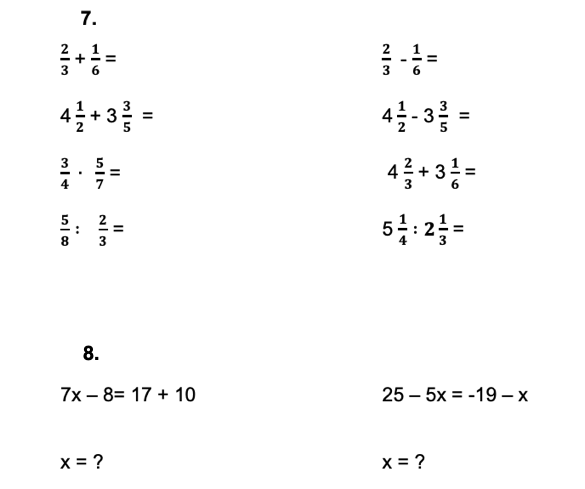 7.
2/3 + 1/6 =
2/3 - 1/6 =
4 1/2 + 3 3/5 =
4 1/2 - 3 3/5 =
3/4 · 5/7 =
4 2/3 + 3 1/6 =
5/8 : 2/3 =
5 1/4 : 2 1/3 =
8.
7x – 8= 17 + 10
25 – 5x = -19 – x
x = ?
x = ?